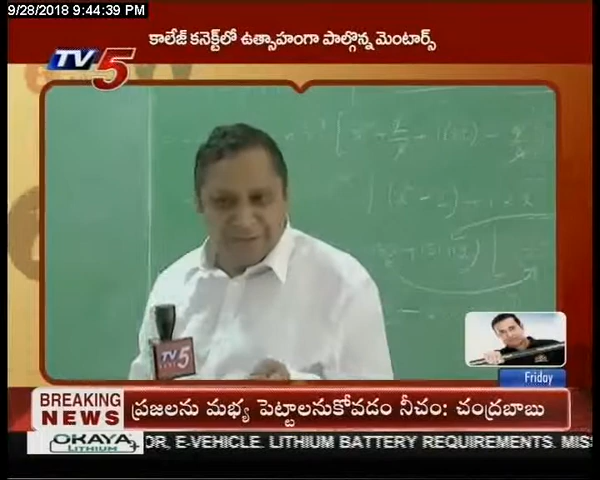 9/28/2018 9:44:39 PM
కాలేజ్ కనెక్ట్‌లో ఉత్సాహంగా పాల్గొన్న మెంటార్స్
TV5
TV5
Friday
BREAKING NEWS
ప్రజలను మభ్య పెట్టాలనుకోవడం నీచం: చంద్రబాబు
OKAYA
LITHIUM
OR, E-VEHICLE. LITHIUM BATTERY REQUIREMENTS. MIS